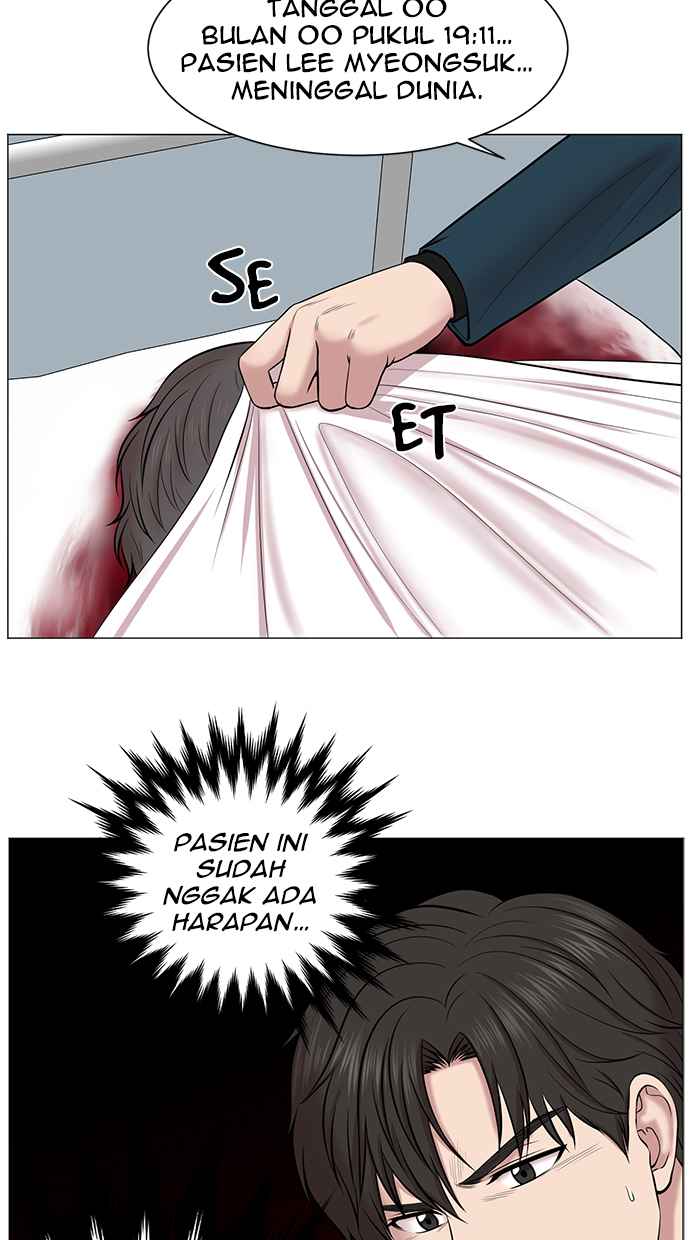 TANGGAL OO
BULAN OO PUKUL 19:11...
PASIEN LEE MYEONGSUK...
MENINGGAL DUNIA.
SE
ET
PASIEN INI
SUDAH
NGGAK ADA
HARAPAN...